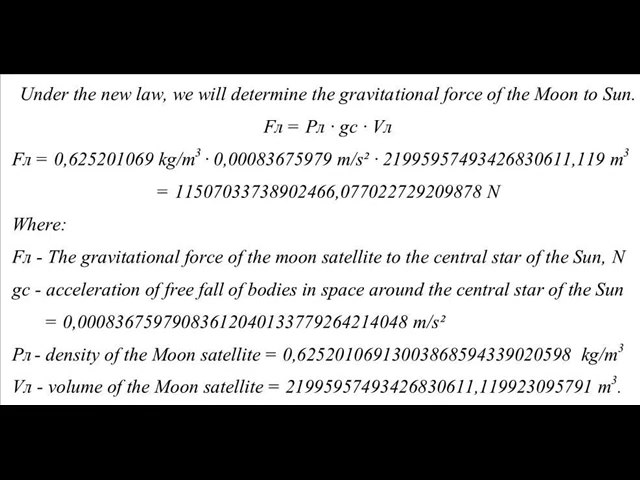 Under the new law, we will determine the gravitational force of the Moon to Sun.
Fл = Pл · gc · Vл
Fл = 0,625201069 kg/m³ · 0,00083675979 m/s² · 21995957493426830611,119 m³
= 11507033738902466,077022729209878 N
Where:
Fл - The gravitational force of the moon satellite to the central star of the Sun, N
gc - acceleration of free fall of bodies in space around the central star of the Sun
= 0,00083675979083612040133779264214048 m/s²
Pл - density of the Moon satellite = 0,62520106913003868594339020598 kg/m³
Vл - volume of the Moon satellite = 21995957493426830611,119923095791 m³.